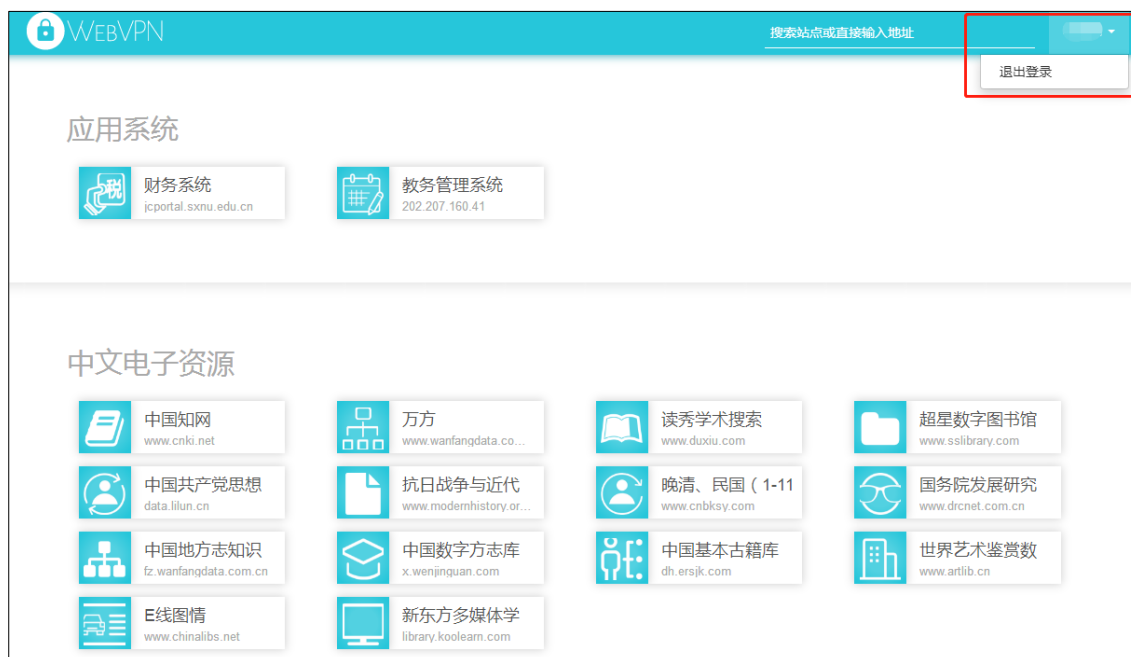 WEBVPN
搜索站点或直接输入地址
退出登录
应用系统
税
财务系统
jcportal.sxnu.edu.cn
教务管理系统
202.207.160.41
中文电子资源
中国知网
www.cnki.net
万方
www.wanfangdata.co...
读秀学术搜索
www.duxiu.com
超星数字图书馆
www.sslibrary.com
中国共产党思想
data.lilun.cn
抗日战争与近代
www.modernhistory.or...
晚清、民国（1-11
www.cnbksy.com
国务院发展研究
www.drcnet.com.cn
中国地方志知识
fz.wanfangdata.com.cn
中国数字方志库
x.wenjinguan.com
中国基本古籍库
dh.ersjk.com
世界艺术鉴赏数
www.artlib.cn
E线图情
www.chinalibs.net
新东方多媒体学
library.koolearn.com